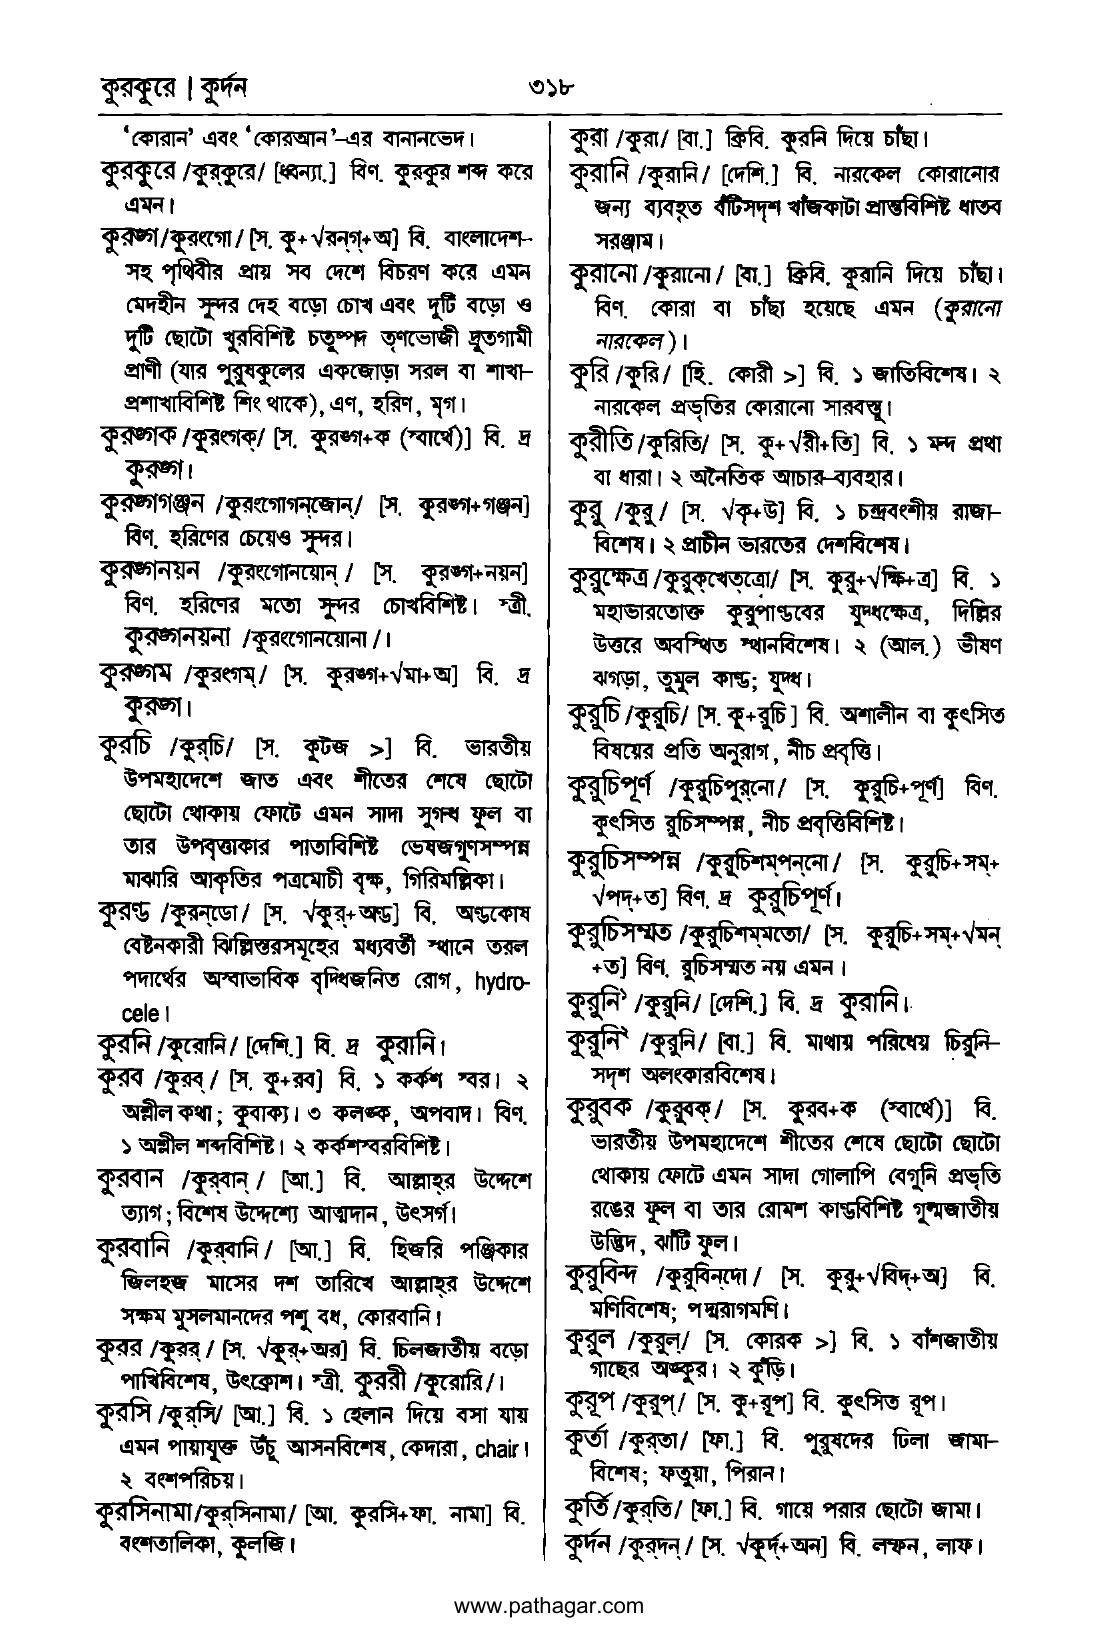 কুরকুরে | কুর্দন
৩১৮
‘কোরান’ এবং ‘কোরআন’-এর বানানভেদ।
কুরকুরে /কুর্‌কুরে/ [ধ্বন্যা.] বিণ. কুরকুর শব্দ করে
এমন।
কুরঙ্গ /কুরংগো/ [স. কু+√রন্‌গ্‌+অ] বি. বাংলাদেশ-
সহ পৃথিবীর প্রায় সব দেশে বিচরণ করে এমন
মেদহীন সুন্দর দেহ বড়ো চোখ এবং দুটি বড়ো ও
দুটি ছোটো খুরবিশিষ্ট চতুষ্পদ তৃণভোজী দ্রুতগামী
প্রাণী (যার পুরুষকুলের একজোড়া সরল বা শাখা-
প্রশাখাবিশিষ্ট শিং থাকে), এণ, হরিণ, মৃগ।
কুরঙ্গক /কুরংগক্/ [স. কুরঙ্গ+ক (স্বার্থে)] বি. দ্র
কুরঙ্গ।
কুরঙ্গগঞ্জন /কুরংগোগন্‌জোন্/ [স. কুরঙ্গ+গঞ্জন]
বিণ. হরিণের চেয়েও সুন্দর।
কুরঙ্গনয়ন /কুরংগোনয়োন্/ [স. কুরঙ্গ+নয়ন]
বিণ. হরিণের মতো সুন্দর চোখবিশিষ্ট। স্ত্রী.
কুরঙ্গনয়না /কুরংগোনয়োনা/।
কুরঙ্গম /কুরংগম্/ [স. কুরঙ্গ+√মা+অ] বি. দ্র
কুরঙ্গ।
কুরচি /কুর্‌চি/ [স. কুটজ >] বি. ভারতীয়
উপমহাদেশে জাত এবং শীতের শেষে ছোটো
ছোটো থোকায় ফোটে এমন সাদা সুগন্ধ ফুল বা
তার উপবৃত্তাকার পাতাবিশিষ্ট ভেষজগুণসম্পন্ন
মাঝারি আকৃতির পত্রমোচী বৃক্ষ, গিরিমল্লিকা।
কুরণ্ড /কুরন্‌ডো/ [স. √কুর্+অণ্ড] বি. অণ্ডকোষ
বেষ্টনকারী ঝিল্লিস্তরসমূহের মধ্যবর্তী স্থানে তরল
পদার্থের অস্বাভাবিক বৃদ্ধিজনিত রোগ, hydro-
cele।
কুরনি /কুরোনি/ [দেশি.] বি. দ্র কুরানি।
কুরব /কুরব্/ [স. কু+রব] বি. ১ কর্কশ স্বর। ২
অশ্লীল কথা; কুবাক্য। ৩ কলঙ্ক, অপবাদ। বিণ.
১ অশ্লীল শব্দবিশিষ্ট। ২ কর্কশস্বরবিশিষ্ট।
কুরবান /কুর্‌বান্/ [আ.] বি. আল্লাহ্‌র উদ্দেশে
ত্যাগ; বিশেষ উদ্দেশ্যে আত্মদান, উৎসর্গ।
কুরবানি /কুর্‌বানি/ [আ.] বি. হিজরি পঞ্জিকার
জিলহজ মাসের দশ তারিখে আল্লাহ্‌র উদ্দেশে
সক্ষম মুসলমানদের পশু বধ, কোরবানি।
কুরর /কুরর্/ [স. √কুর্+অর] বি. চিলজাতীয় বড়ো
পাখিবিশেষ, উৎক্রোশ। স্ত্রী. কুররী /কুরোরি/।
কুরসি /কুর্‌সি/ [আ.] বি. ১ হেলান দিয়ে বসা যায়
এমন পায়াযুক্ত উঁচু আসনবিশেষ, কেদারা, chair।
২ বংশপরিচয়।
কুরসিনামা /কুর্‌সিনামা/ [আ. কুরসি+ফা. নামা] বি.
বংশতালিকা, কুলজি।
কুরা /কুরা/ [বা.] ক্রিবি. কুরনি দিয়ে চাঁছা।
কুরানি /কুরানি/ [দেশি.] বি. নারকেল কোরানোর
জন্য ব্যবহৃত বঁটিসদৃশ খাঁজকাটা প্রান্তবিশিষ্ট ধাতব
সরঞ্জাম।
কুরানো /কুরানো/ [বা.] ক্রিবি. কুরানি দিয়ে চাঁছা।
বিণ. কোরা বা চাঁছা হয়েছে এমন (কুরানো
নারকেল)।
কুরি /কুরি/ [হি. কোরী >] বি. ১ জাতিবিশেষ। ২
নারকেল প্রভৃতির কোরানো সারবস্তু।
কুরীতি /কুরিতি/ [স. কু+√রী+তি] বি. ১ মন্দ প্রথা
বা ধারা। ২ অনৈতিক আচার-ব্যবহার।
কুরু /কুরু/ [স. √কৃ+উ] বি. ১ চন্দ্রবংশীয় রাজা-
বিশেষ। ২ প্রাচীন ভারতের দেশবিশেষ।
কুরুক্ষেত্র /কুরুক্‌খেত্‌ত্রো/ [স. কুরু+√ক্ষি+ত্র] বি. ১
মহাভারতোক্ত কুরুপাণ্ডবের যুদ্ধক্ষেত্র, দিল্লির
উত্তরে অবস্থিত স্থানবিশেষ। ২ (আল.) ভীষণ
ঝগড়া, তুমুল কান্ড; যুদ্ধ।
কুরুচি /কুরুচি/ [স. কু+রুচি] বি. অশালীন বা কুৎসিত
বিষয়ের প্রতি অনুরাগ, নীচ প্রবৃত্তি।
কুরুচিপূর্ণ /কুরুচিপুর্‌নো/ [স. কুরুচি+পূর্ণ] বিণ.
কুৎসিত রুচিসম্পন্ন, নীচ প্রবৃত্তিবিশিষ্ট।
কুরুচিসম্পন্ন /কুরুচিশম্‌পন্‌নো/ [স. কুরুচি+সম্+
√পদ্+ত] বিণ. দ্র কুরুচিপূর্ণ।
কুরুচিসম্মত /কুরুচিশম্‌মতো/ [স. কুরুচি+সম্+√মন্
+ত] বিণ. রুচিসম্মত নয় এমন।
কুরুনি১ /কুরুনি/ [দেশি.] বি. দ্র কুরানি।
কুরুনি২ /কুরুনি/ [বা.] বি. মাথায় পরিধেয় চিরুনি-
সদৃশ অলংকারবিশেষ।
কুরুবক /কুরুবক্/ [স. কুরব+ক (স্বার্থে)] বি.
ভারতীয় উপমহাদেশে শীতের শেষে ছোটো ছোটো
থোকায় ফোটে এমন সাদা গোলাপি বেগুনি প্রভৃতি
রঙের ফুল বা তার রোমশ কাণ্ডবিশিষ্ট গুল্মজাতীয়
উদ্ভিদ, ঝাঁটি ফুল।
কুরুবিন্দ /কুরুবিন্‌দো/ [স. কুরু+√বিদ্+অ] বি.
মণিবিশেষ; পদ্মরাগমণি।
কুরুল /কুরুল্/ [স. কোরক >] বি. ১ বাঁশজাতীয়
গাছের অঙ্কুর। ২ কুঁড়ি।
কুরূপ /কুরুপ্/ [স. কু+রূপ] বি. কুৎসিত রূপ।
কুর্তা /কুর্‌তা/ [ফা.] বি. পুরুষদের ঢিলা জামা-
বিশেষ; ফতুয়া, পিরান।
কুর্তি /কুর্‌তি/ [ফা.] বি. গায়ে পরার ছোটো জামা।
কুর্দন /কুর্‌দন্/ [স. √কুর্দ্+অন] বি. লম্ফন, লাফ।
www.pathagar.com